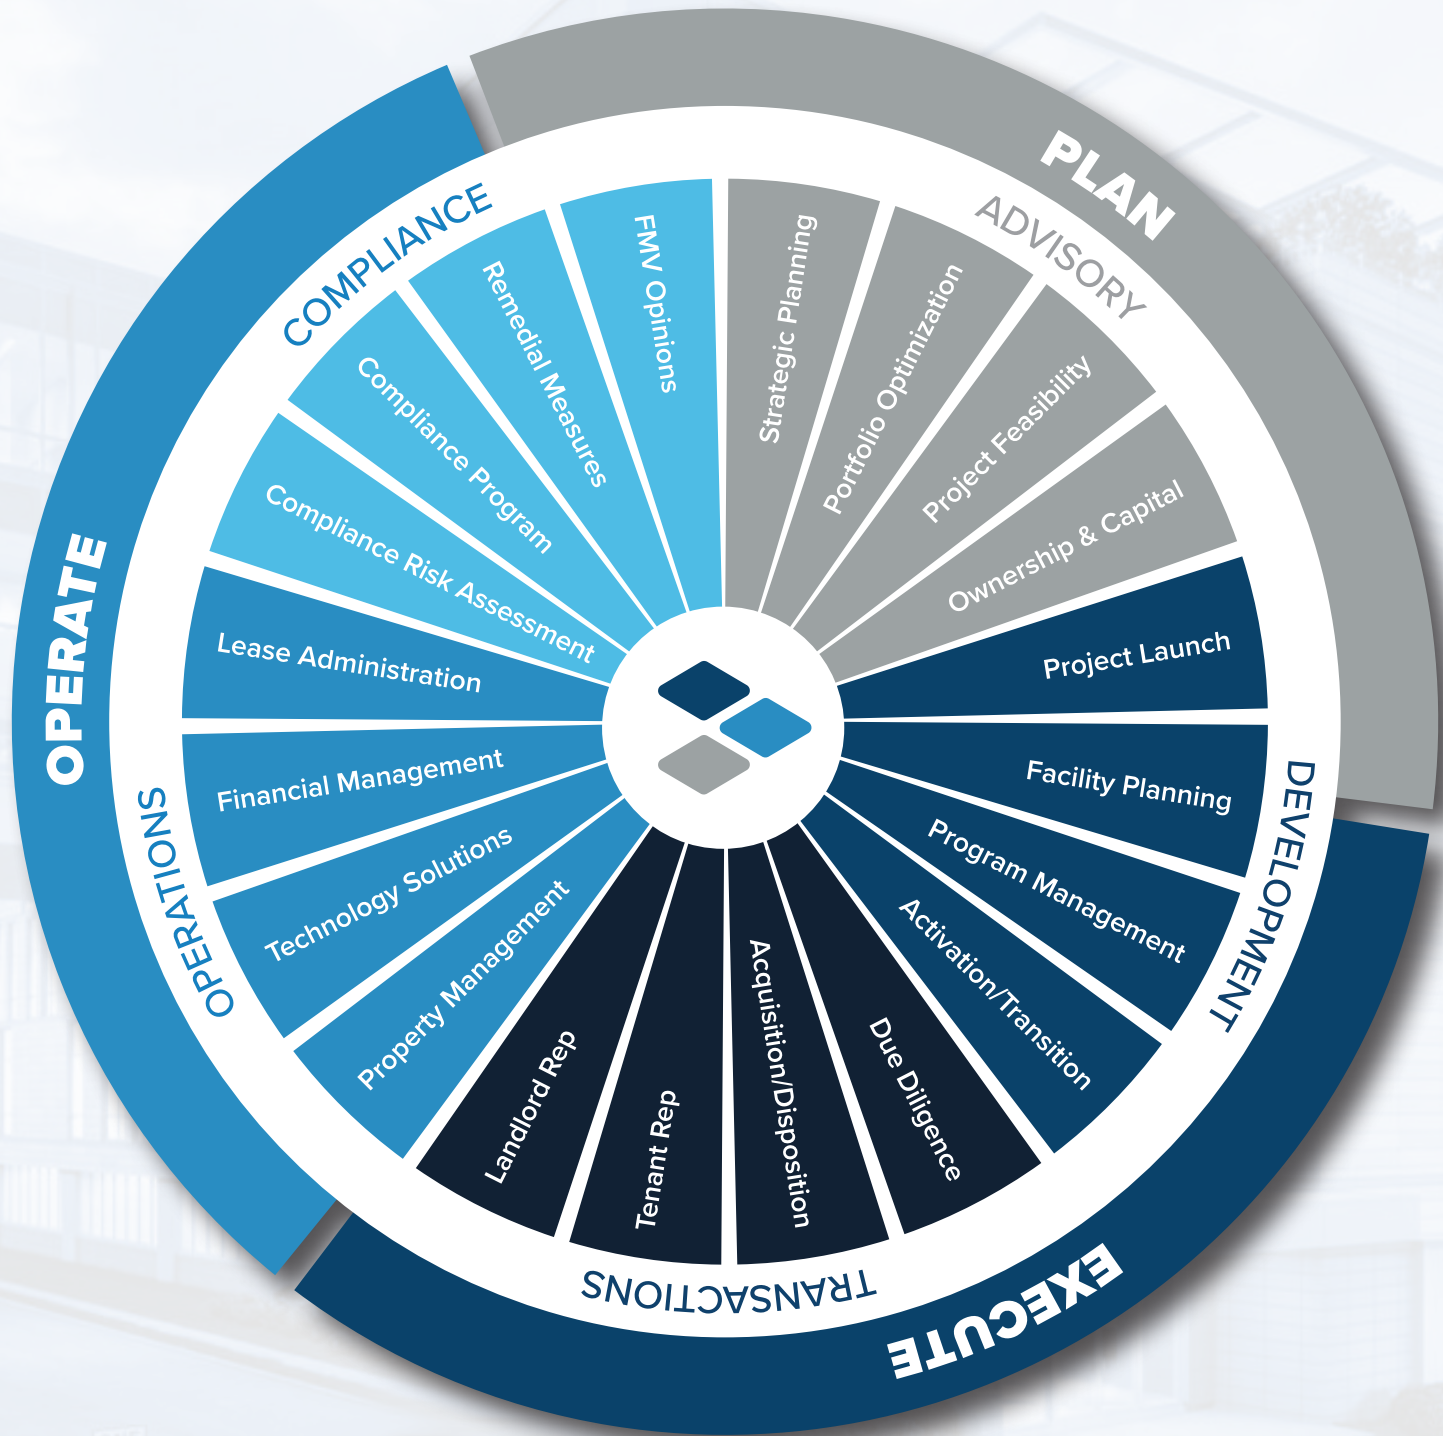 PLAN
ADVISORY
Strategic Planning
Portfolio Optimization
Project Feasibility
Ownership & Capital
EXECUTE
DEVELOPMENT
Project Launch
Facility Planning
Program Management
Activation/Transition
TRANSACTIONS
Due Diligence
Acquisition/Disposition
Tenant Rep
Landlord Rep
OPERATE
OPERATIONS
Property Management
Technology Solutions
Financial Management
Lease Administration
COMPLIANCE
Compliance Risk Assessment
Compliance Program
Remedial Measures
FMV Opinions